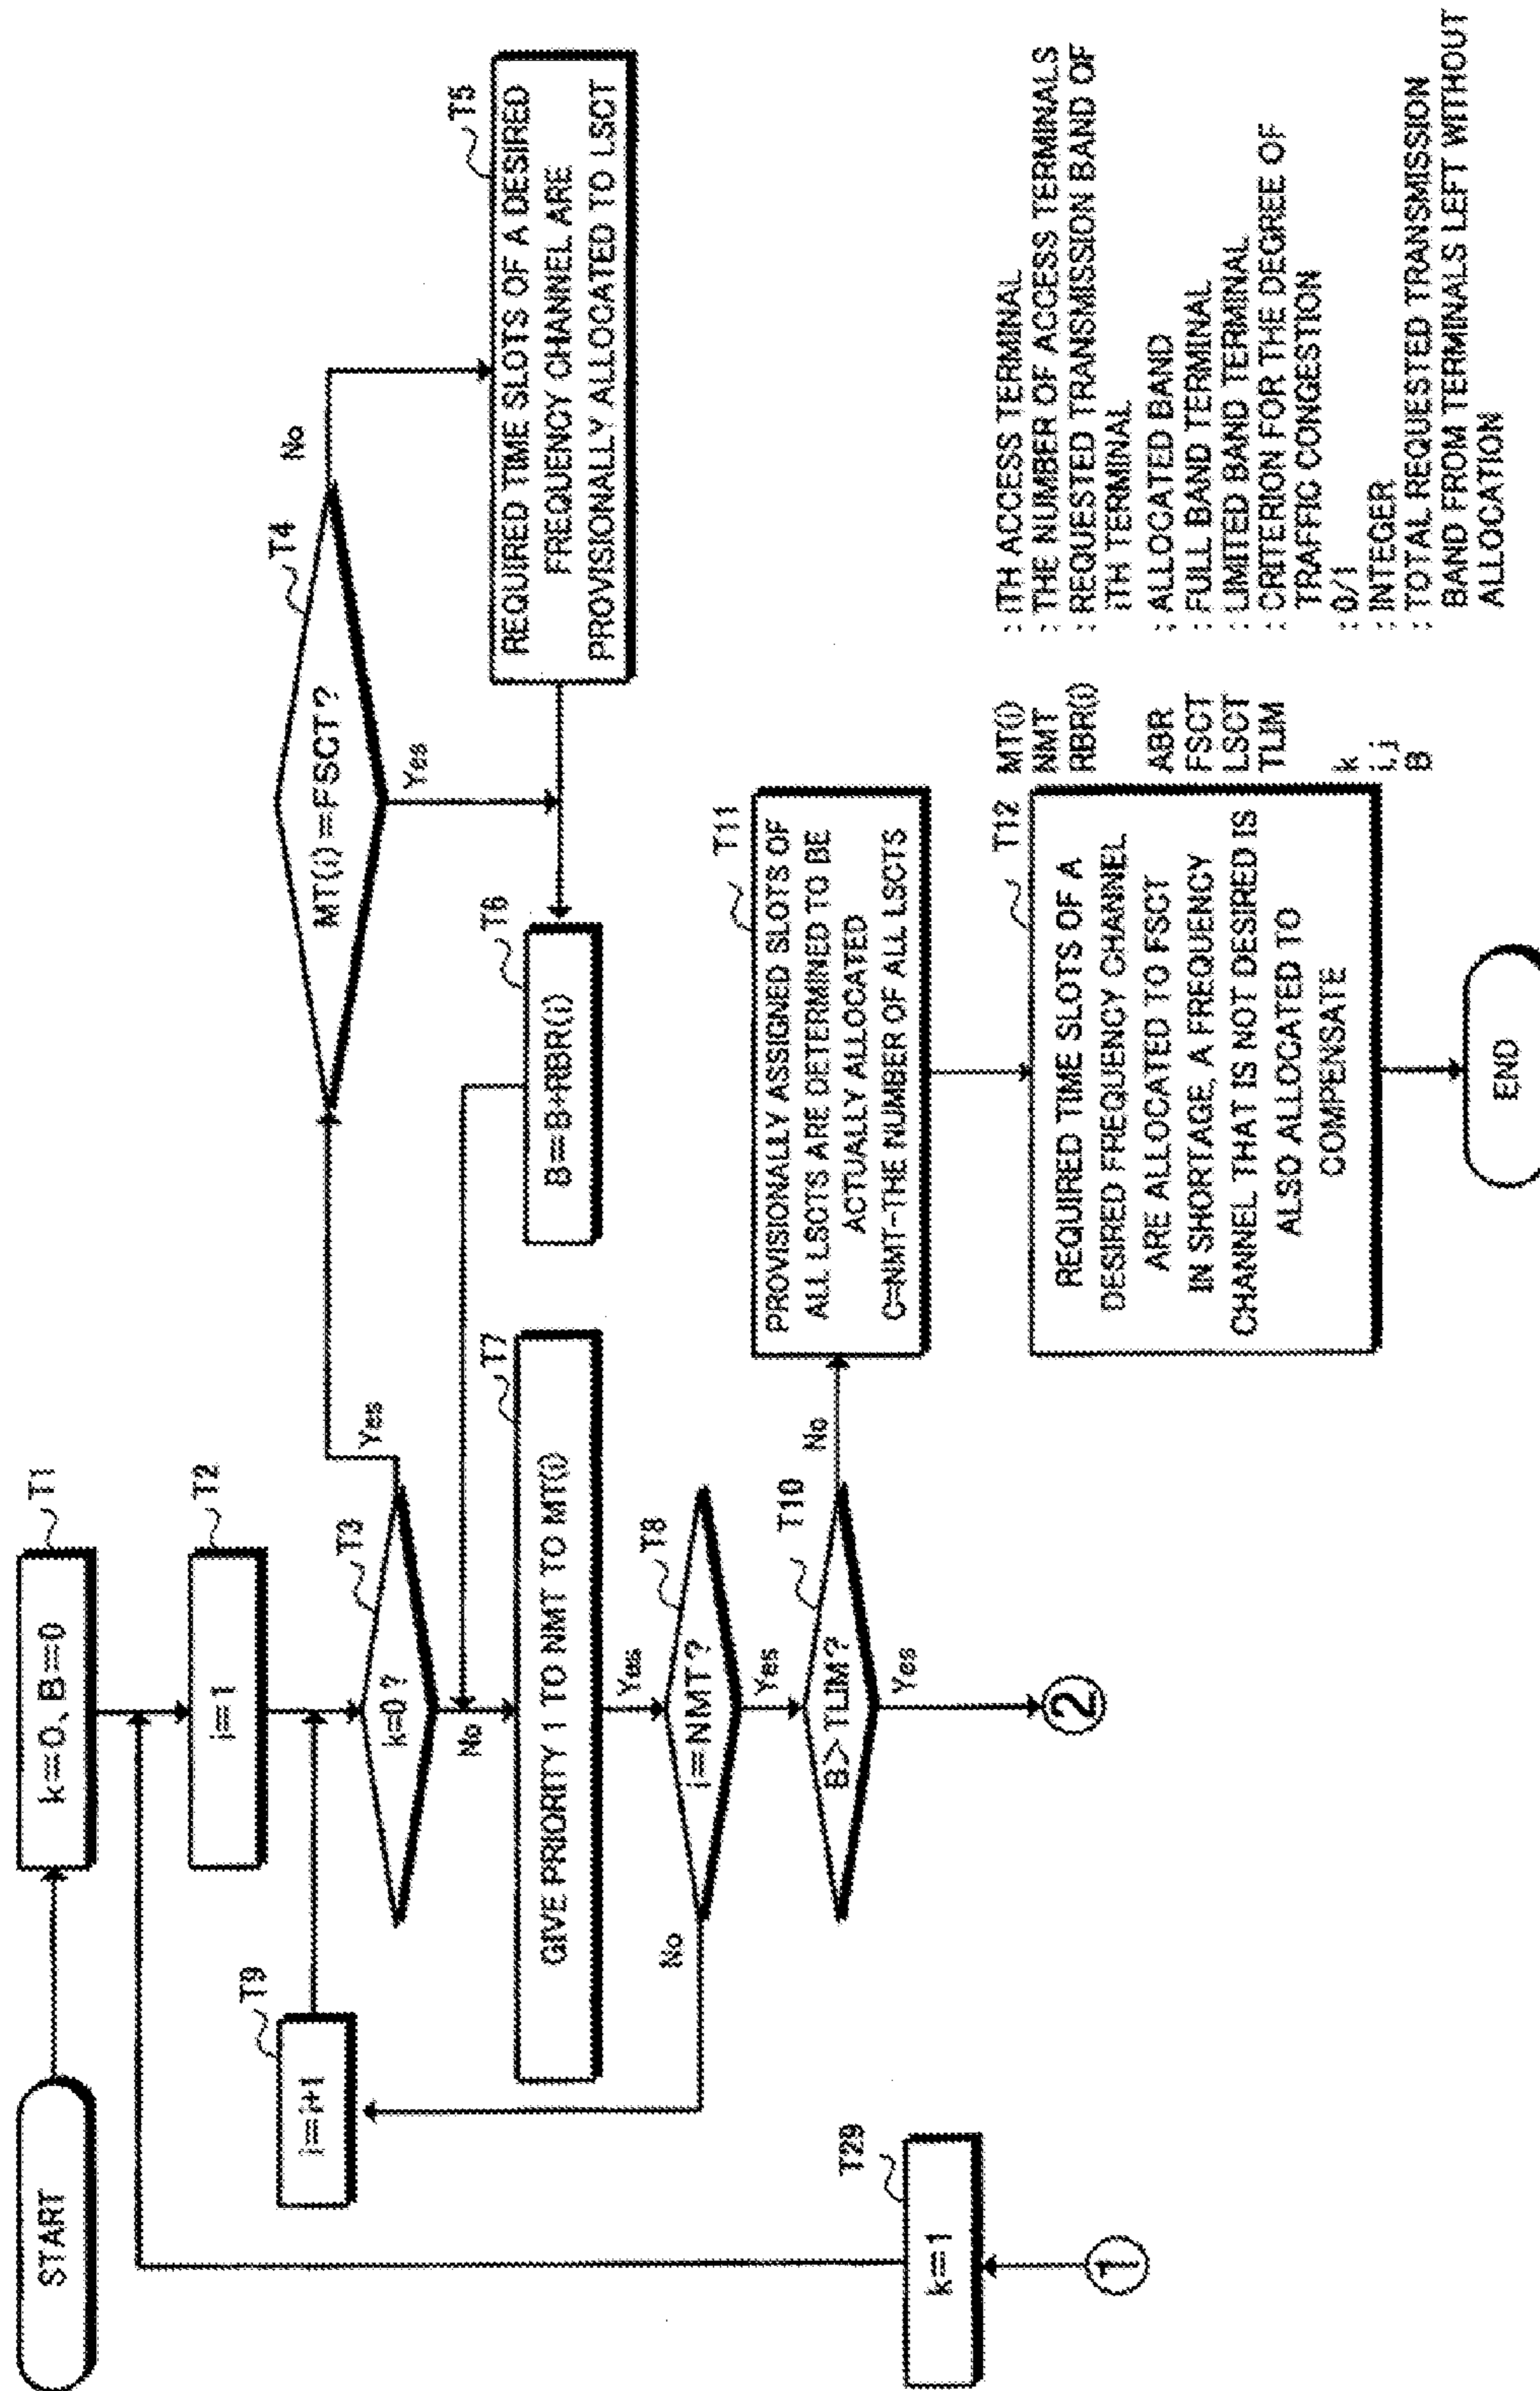 START
k=0, B=0
T1
i=1
T2
i=i+1
T9
k=0 ?
T3
Yes
No
MT(i)=FSCT?
T4
No
Yes
REQUIRED TIME SLOTS OF A DESIRED
FREQUENCY CHANNEL ARE
PROVISIONALLY ALLOCATED TO LSCT
T5
B=B+RBR(i)
T6
GIVE PRIORITY 1 TO NMT TO MT(i)
T7
Yes
i=NMT?
T8
No
Yes
B>TLIM?
T10
No
Yes
2
PROVISIONALLY ASSIGNED SLOTS OF
ALL LSCTS ARE DETERMINED TO BE
ACTUALLY ALLOCATED
C=NMT-THE NUMBER OF ALL LSCTS
T11
REQUIRED TIME SLOTS OF A
DESIRED FREQUENCY CHANNEL
ARE ALLOCATED TO FSCT
IN SHORTAGE, A FREQUENCY
CHANNEL THAT IS NOT DESIRED IS
ALSO ALLOCATED TO
COMPENSATE
T12
END
k=1
T29
1
MT(i) : iTH ACCESS TERMINAL
NMT : THE NUMBER OF ACCESS TERMINALS
RBR(i) : REQUESTED TRANSMISSION BAND OF
iTH TERMINAL
ABR : ALLOCATED BAND
FSCT : FULL BAND TERMINAL
LSCT : LIMITED BAND TERMINAL
TLIM : CRITERION FOR THE DEGREE OF
TRAFFIC CONGESTION
k : 0/1
i,j : INTEGER
B : TOTAL REQUESTED TRANSMISSION
BAND FROM TERMINALS LEFT WITHOUT
ALLOCATION